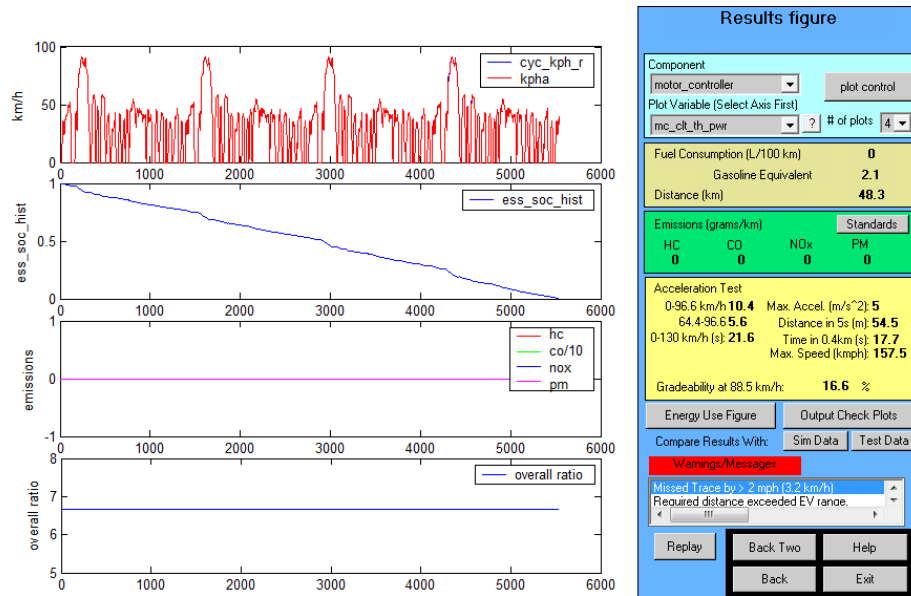 100
50
0
km/h
cyc_kph_r
kpha
0 1000 2000 3000 4000 5000 6000
1
0.5
0
ess_soc_hist
ess_soc_hist
0 1000 2000 3000 4000 5000 6000
1
0
-1
emissions
hc
co/10
nox
pm
0 1000 2000 3000 4000 5000 6000
8
7
6
5
overall ratio
overall ratio
0 1000 2000 3000 4000 5000 6000
Results figure
Component
motor_controller
plot control
Plot Variable (Select Axis First)
mc_clt_th_pwr ? # of plots 4
Fuel Consumption (L/100 km) 0
Gasoline Equivalent 2.1
Distance (km) 48.3
Emissions (grams/km) Standards
HC CO NOx PM
0 0 0 0
Acceleration Test
0-96.6 km/h 10.4 Max. Accel. (m/s^2): 5
64.4-96.6 5.6 Distance in 5s (m): 54.5
0-130 km/h (s): 21.6 Time in 0.4km (s): 17.7
Max. Speed (kmph): 157.5
Gradeability at 88.5 km/h: 16.6 %
Energy Use Figure Output Check Plots
Compare Results With: Sim Data Test Data
Warnings/Messages
Missed Trace by > 2 mph (3.2 km/h)
Required distance exceeded EV range.
Replay Back Two Help
Back Exit